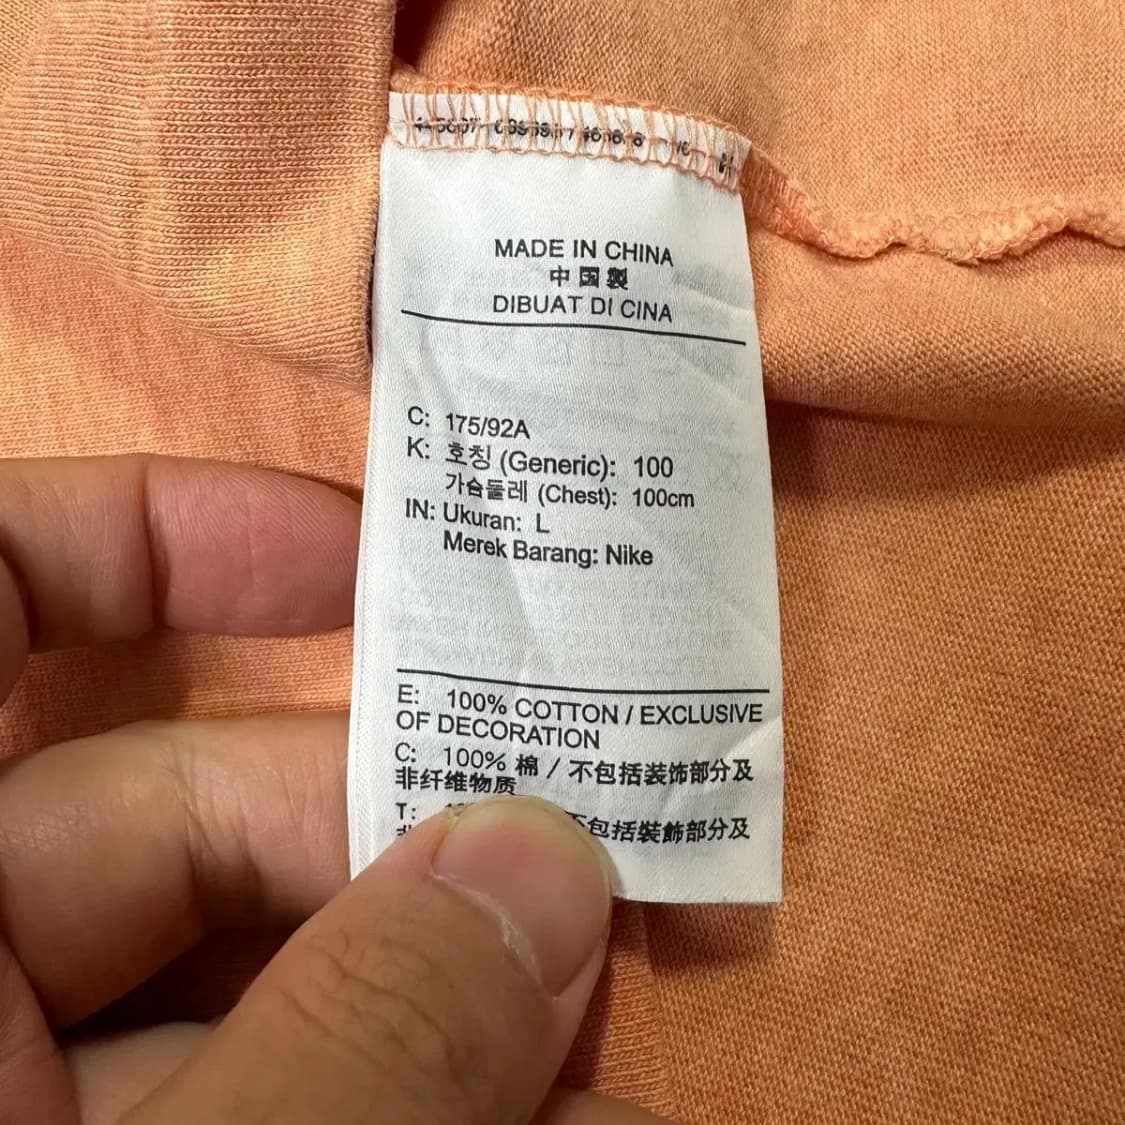 MADE IN CHINA
中国製
DIBUAT DI CINA
C: 175/92A
K: 호칭 (Generic): 100
가슴둘레 (Chest): 100cm
IN: Ukuran: L
Merek Barang: Nike
E: 100% COTTON / EXCLUSIVE
OF DECORATION
C: 100% 棉 / 不包括装饰部分及
非纤维物质
T: 不包括裝飾部分及